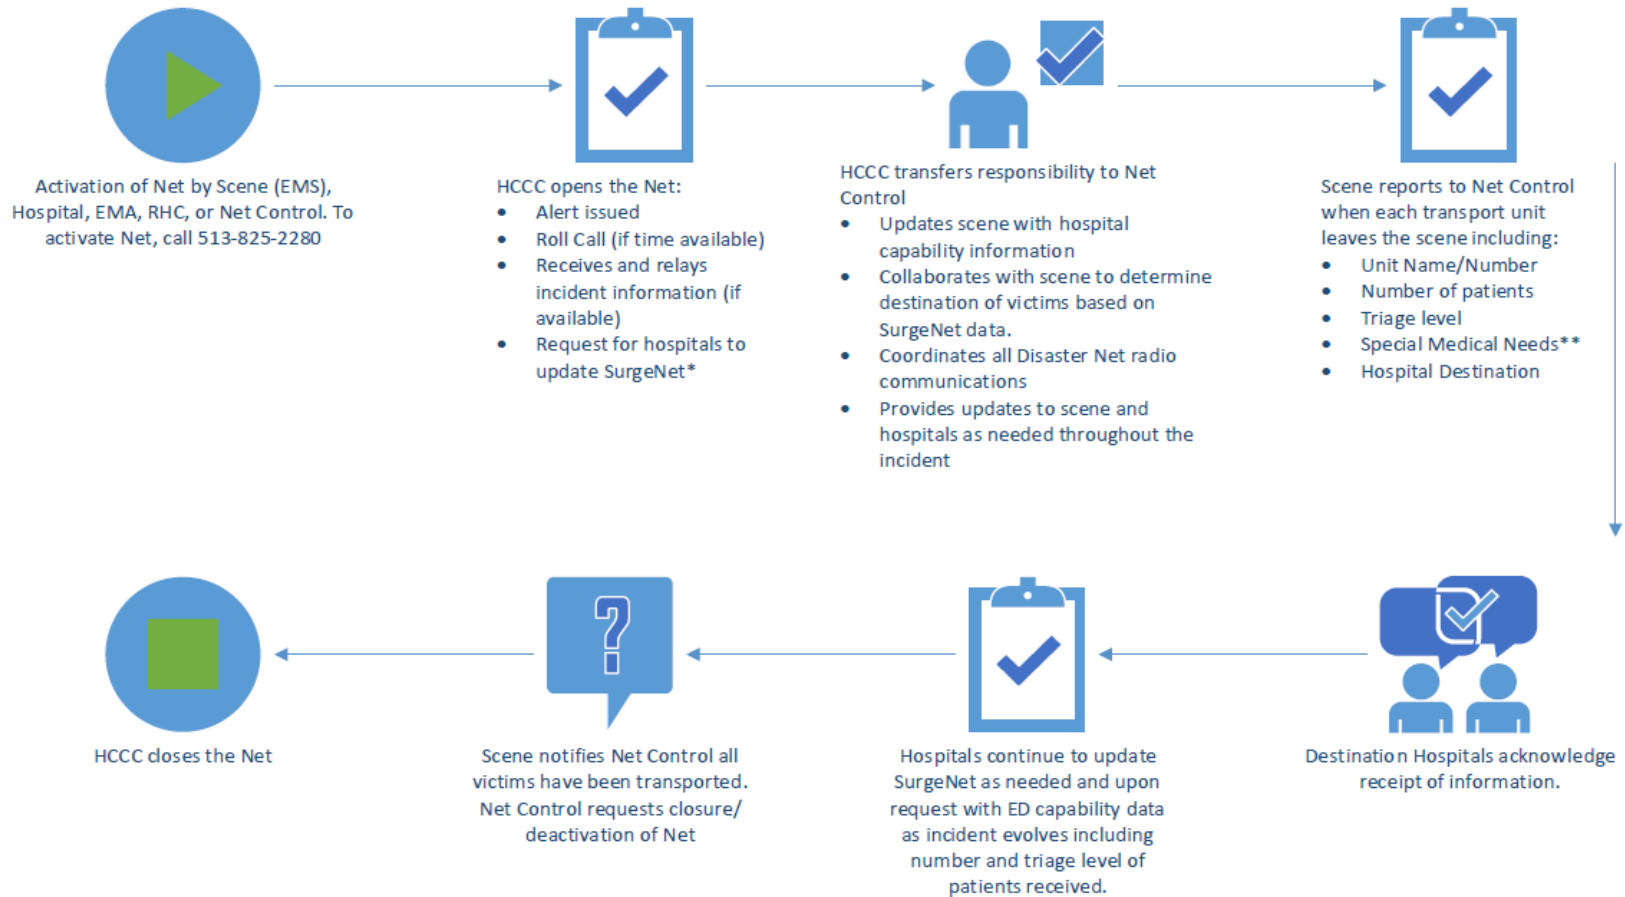 Activation of Net by Scene (EMS),
Hospital, EMA, RHC, or Net Control. To
activate Net, call 513-825-2280
HCCC opens the Net:
• Alert issued
• Roll Call (if time available)
• Receives and relays
incident information (if
available)
• Request for hospitals to
update SurgeNet*
HCCC transfers responsibility to Net
Control
• Updates scene with hospital
capability information
• Collaborates with scene to determine
destination of victims based on
SurgeNet data.
• Coordinates all Disaster Net radio
communications
• Provides updates to scene and
hospitals as needed throughout the
incident
Scene reports to Net Control
when each transport unit
leaves the scene including:
• Unit Name/Number
• Number of patients
• Triage level
• Special Medical Needs**
• Hospital Destination
Destination Hospitals acknowledge
receipt of information.
Hospitals continue to update
SurgeNet as needed and upon
request with ED capability data
as incident evolves including
number and triage level of
patients received.
?
Scene notifies Net Control all
victims have been transported.
Net Control requests closure/
deactivation of Net
HCCC closes the Net